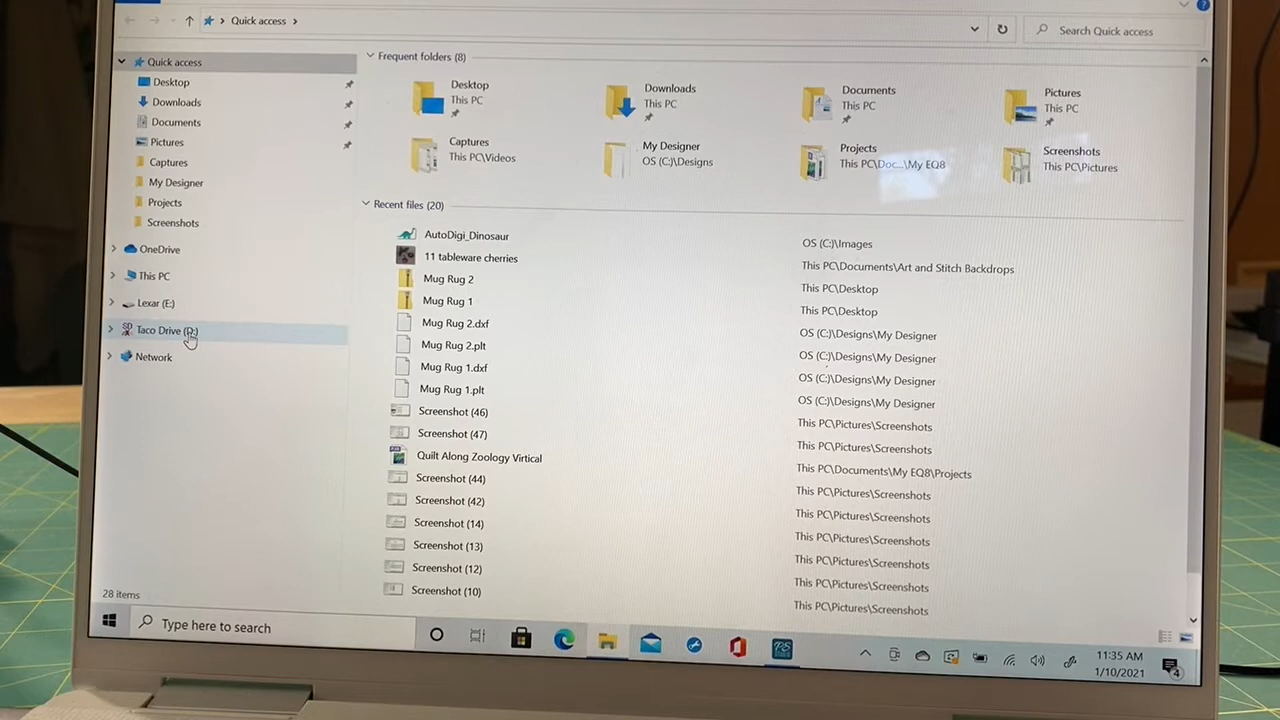 Quick access
Search Quick access
Quick access
Desktop
Downloads
Documents
Pictures
Captures
My Designer
Projects
Screenshots
OneDrive
This PC
Lexar (E:)
Taco Drive (D:)
Network
Frequent folders (8)
Desktop
This PC
Downloads
This PC
Documents
This PC
Pictures
This PC
Captures
This PC\Videos
My Designer
OS (C:)\Designs
Projects
This PC\Doc...\My EQ8
Screenshots
This PC\Pictures
Recent files (20)
AutoDigi_Dinosaur OS (C:)\Images
11 tableware cherries This PC\Documents\Art and Stitch Backdrops
Mug Rug 2 This PC\Desktop
Mug Rug 1 This PC\Desktop
Mug Rug 2.dxf OS (C:)\Designs\My Designer
Mug Rug 2.plt OS (C:)\Designs\My Designer
Mug Rug 1.dxf OS (C:)\Designs\My Designer
Mug Rug 1.plt OS (C:)\Designs\My Designer
Screenshot (46) This PC\Pictures\Screenshots
Screenshot (47) This PC\Pictures\Screenshots
Quilt Along Zoology Virtical This PC\Documents\My EQ8\Projects
Screenshot (44) This PC\Pictures\Screenshots
Screenshot (42) This PC\Pictures\Screenshots
Screenshot (14) This PC\Pictures\Screenshots
Screenshot (13) This PC\Pictures\Screenshots
Screenshot (12) This PC\Pictures\Screenshots
Screenshot (10) This PC\Pictures\Screenshots
28 items
Type here to search
11:35 AM
1/10/2021
4